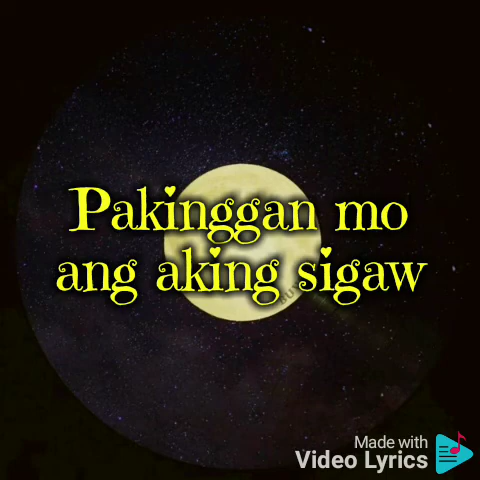 Pakinggan mo
ang aking sigaw
Made with
Video Lyrics